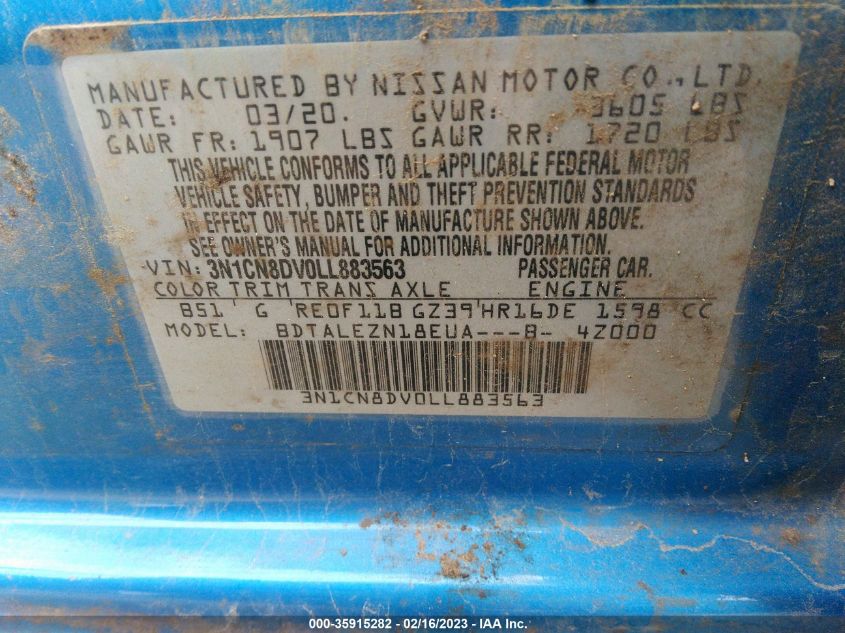 MANUFACTURED BY NISSAN MOTOR CO., LTD.
DATE: 03/20. GVWR: 3605 LBS
GAWR FR: 1907 LBS GAWR RR: 1720 LBS
THIS VEHICLE CONFORMS TO ALL APPLICABLE FEDERAL MOTOR
VEHICLE SAFETY, BUMPER AND THEFT PREVENTION STANDARDS
IN EFFECT ON THE DATE OF MANUFACTURE SHOWN ABOVE.
SEE OWNER'S MANUAL FOR ADDITIONAL INFORMATION.
VIN: 3N1CN8DV0LL883563 PASSENGER CAR.
COLOR TRIM TRANS AXLE ENGINE
B51 G RE0F11B GZ39 HR16DE 1598 CC
MODEL: BDTALEZN18EUA---B- 4Z000
3N1CN8DV0LL883563
000-35915282 - 02/16/2023 - IAA Inc.